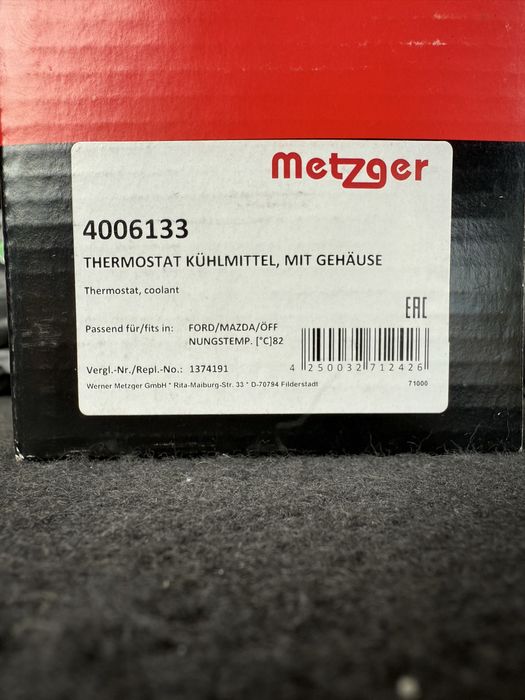 metzger
4006133
THERMOSTAT KÜHLMITTEL, MIT GEHÄUSE
Thermostat, coolant
EAC
Passend für/fits in: FORD/MAZDA/ÖFF
NUNGSTEMP. [°C]82
Vergl.-Nr./Repl.-No.: 1374191
4 250032 712426
Werner Metzger GmbH * Rita-Maiburg-Str. 33 * D-70794 Filderstadt 71000